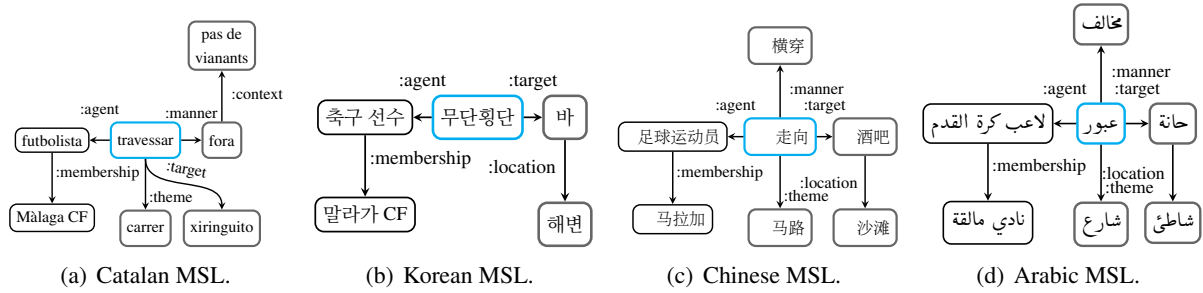 pas de
vianants
:context
:agent
:manner
futbolista
travessar
fora
:membership
:target
:theme
Màlaga CF
carrer
xiringuito
(a) Catalan MSL.
:agent
:target
축구 선수
무단횡단
바
:membership
:location
말라가 CF
해변
(b) Korean MSL.
横穿
:manner
:agent
:target
足球运动员
走向
酒吧
:membership
:location
:theme
马拉加
马路
沙滩
(c) Chinese MSL.
مخالف
:manner
:agent
:target
لاعب كرة القدم
عبور
حانة
:membership
:location
:theme
نادي مالقة
شارع
شاطئ
(d) Arabic MSL.